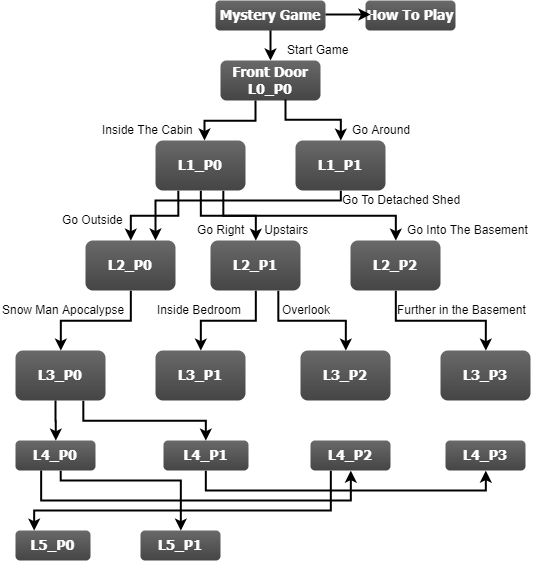 Mystery Game
How To Play
Start Game
Front Door
L0_P0
Inside The Cabin
Go Around
L1_P0
L1_P1
Go To Detached Shed
Go Outside
Go Right
Upstairs
Go Into The Basement
L2_P0
L2_P1
L2_P2
Snow Man Apocalypse
Inside Bedroom
Overlook
Further in the Basement
L3_P0
L3_P1
L3_P2
L3_P3
L4_P0
L4_P1
L4_P2
L4_P3
L5_P0
L5_P1